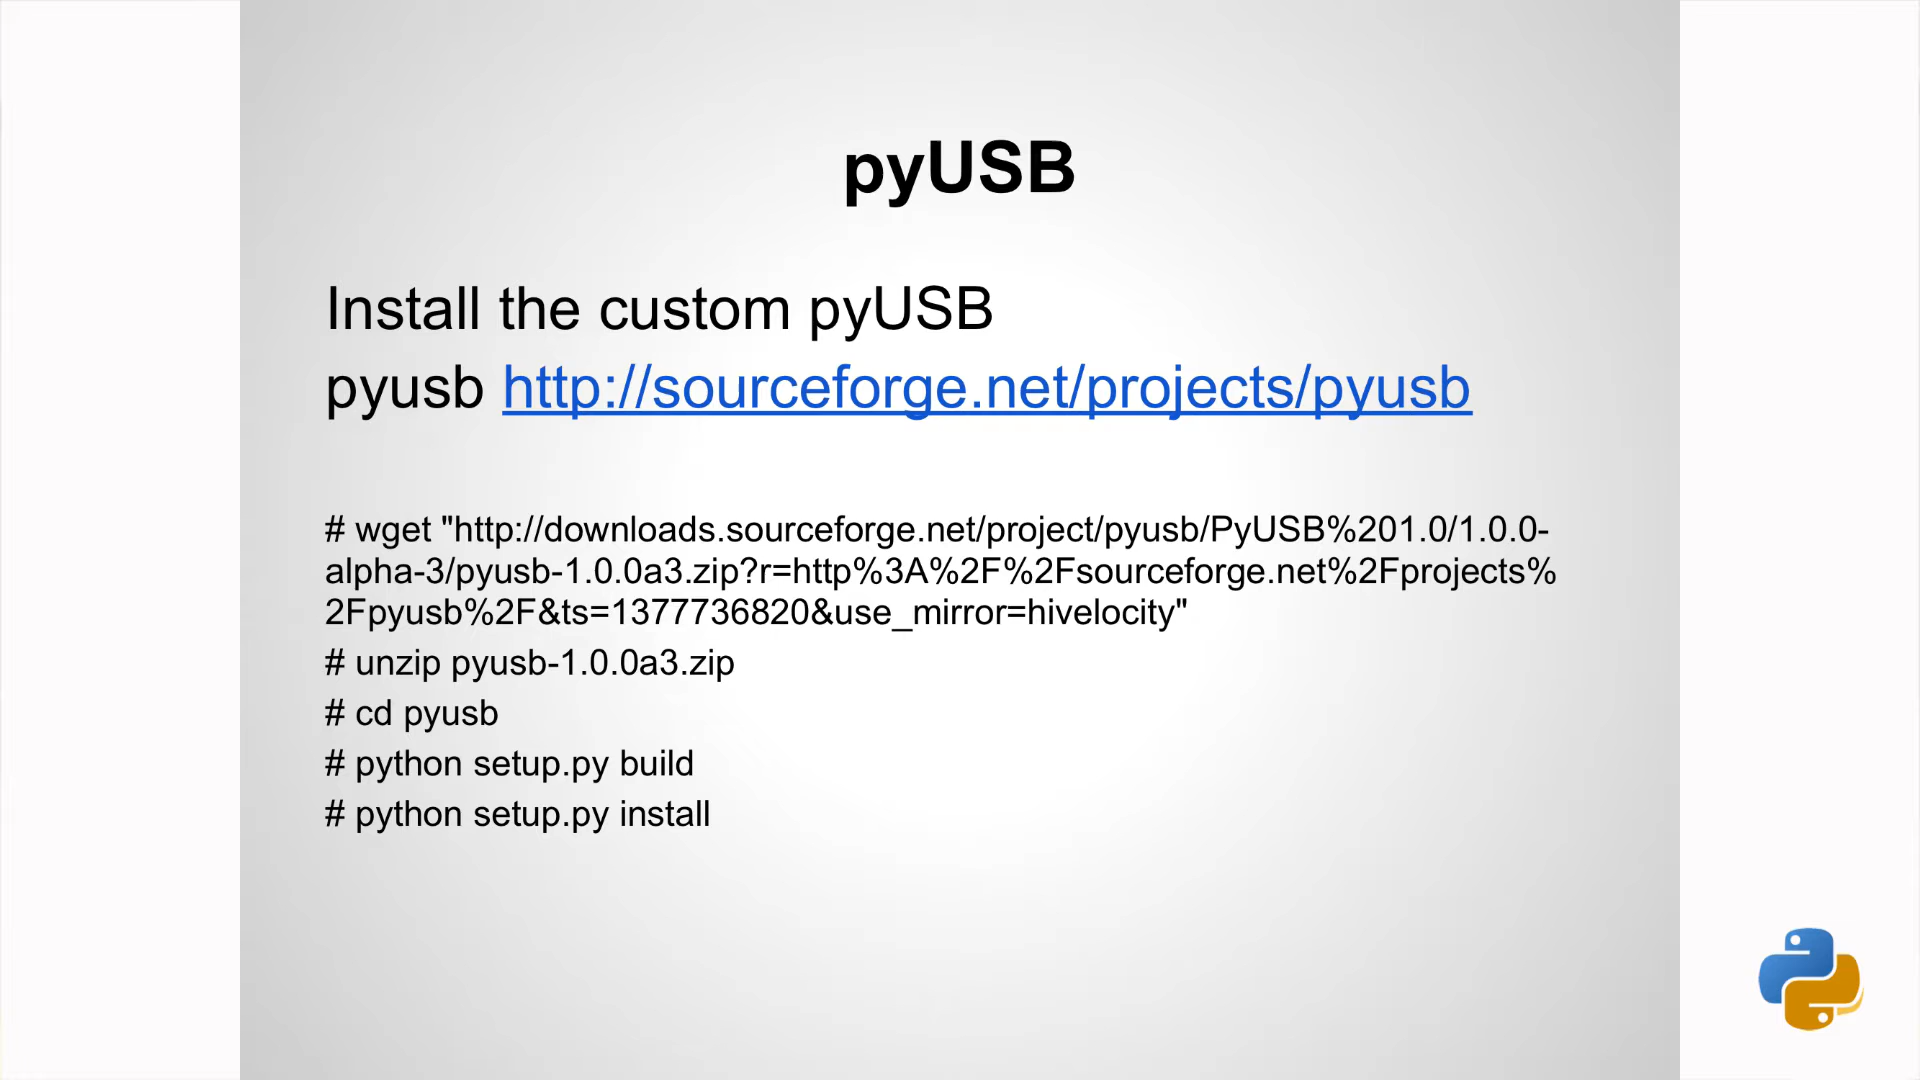 pyUSB
Install the custom pyUSB
pyusb http://sourceforge.net/projects/pyusb
# wget "http://downloads.sourceforge.net/project/pyusb/PyUSB%201.0/1.0.0-
alpha-3/pyusb-1.0.0a3.zip?r=http%3A%2F%2Fsourceforge.net%2Fprojects%
2Fpyusb%2F&ts=1377736820&use_mirror=hivelocity"
# unzip pyusb-1.0.0a3.zip
# cd pyusb
# python setup.py build
# python setup.py install